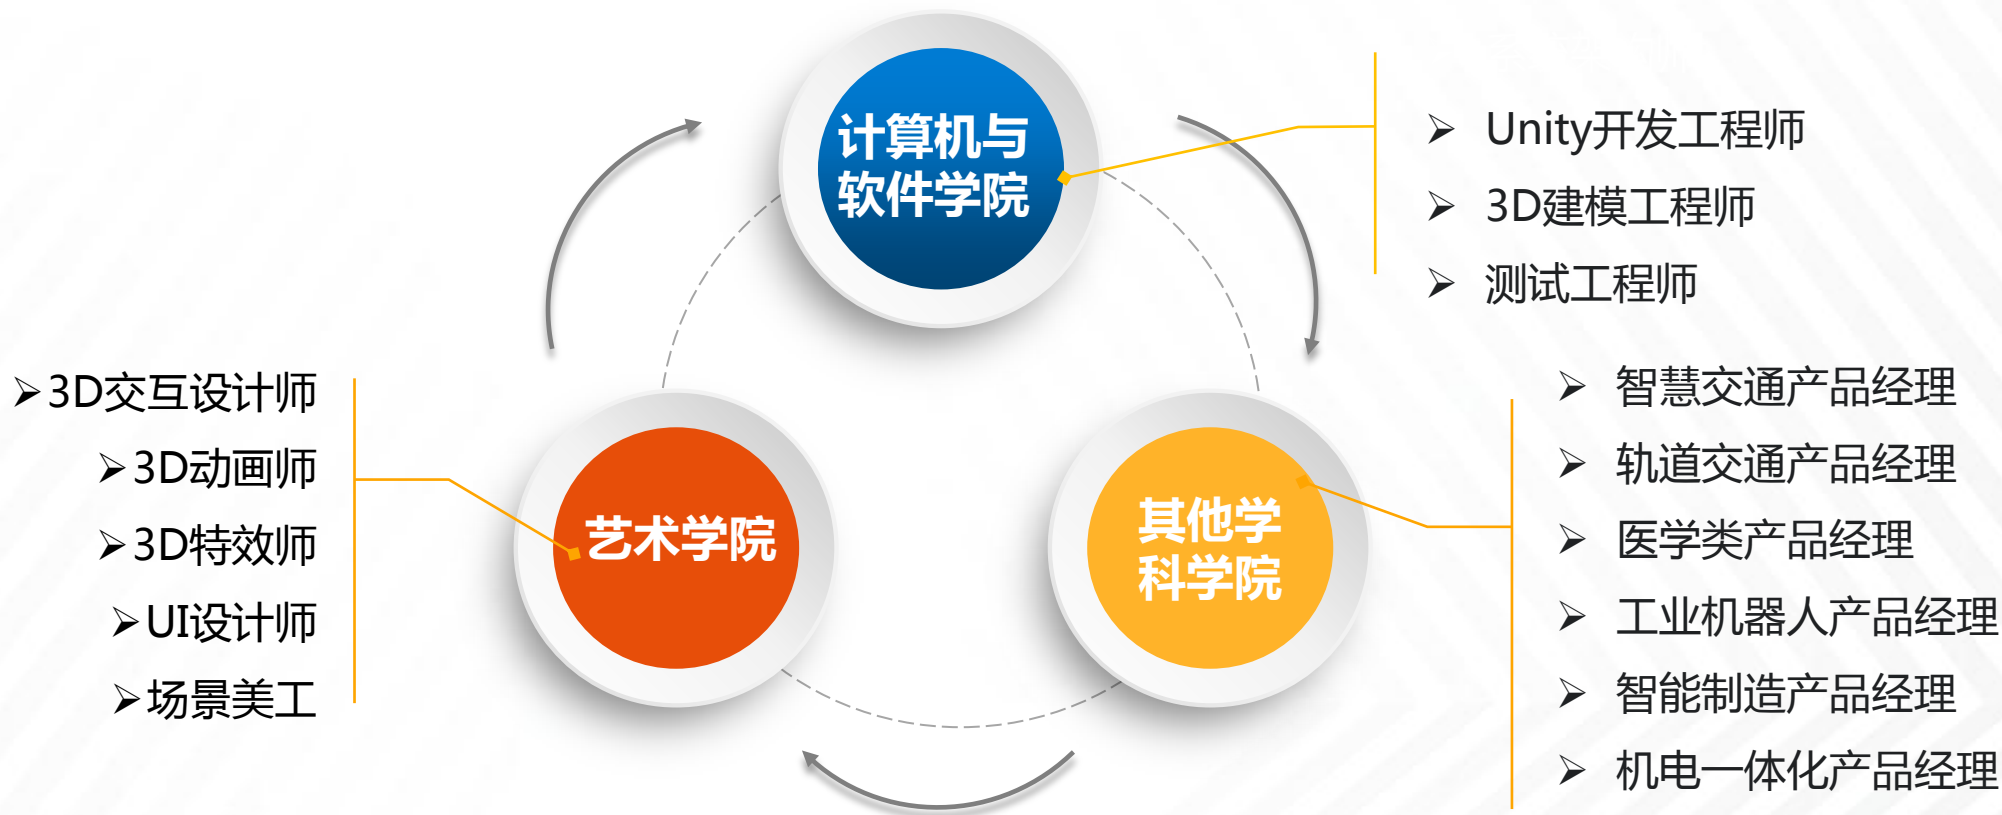 计算机与
软件学院
➢ Unity开发工程师
➢ 3D建模工程师
➢ 测试工程师
➢3D交互设计师
➢3D动画师
➢3D特效师
➢UI设计师
➢场景美工
艺术学院
其他学
科学院
➢ 智慧交通产品经理
➢ 轨道交通产品经理
➢ 医学类产品经理
➢ 工业机器人产品经理
➢ 智能制造产品经理
➢ 机电一体化产品经理